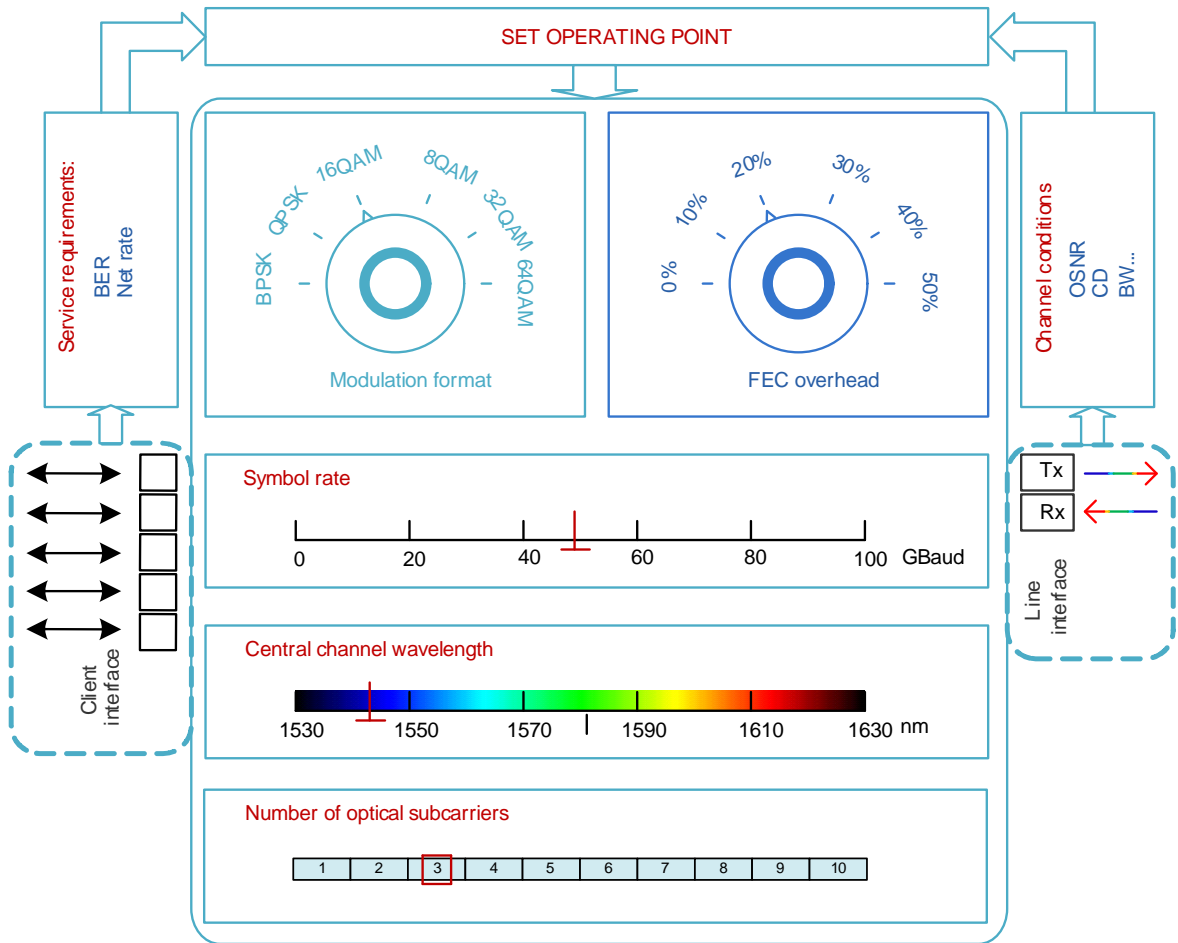 SET OPERATING POINT
Service requirements:
BER
Net rate
BPSK
QPSK
16QAM
8QAM
32QAM
64QAM
Modulation format
0%
10%
20%
30%
40%
50%
FEC overhead
Channel conditions
OSNR
CD
BW...
Client
interface
Tx
Rx
Line
interface
Symbol rate
0 20 40 60 80 100 GBaud
Central channel wavelength
1530 1550 1570 1590 1610 1630 nm
Number of optical subcarriers
1 2 3 4 5 6 7 8 9 10